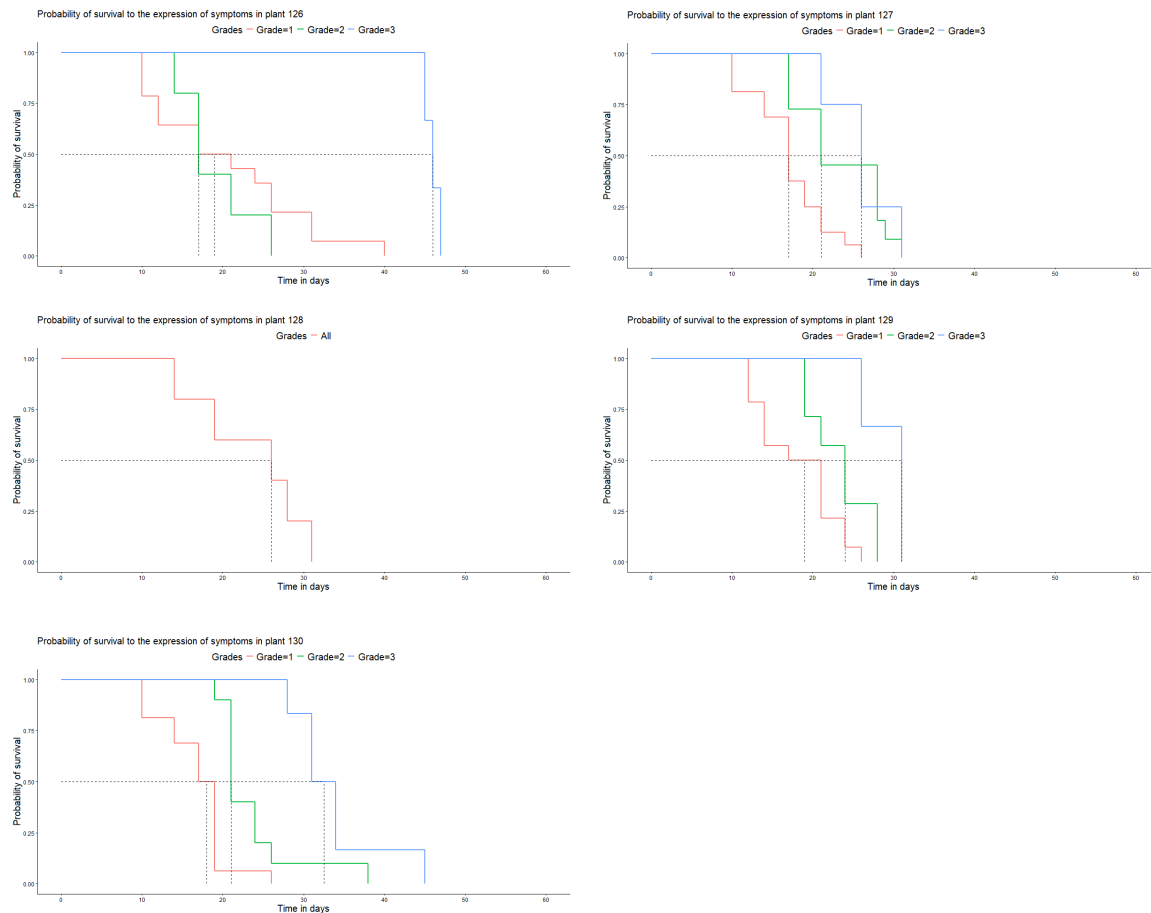 Probability of survival to the expression of symptoms in plant 126
Grades Grade=1 Grade=2 Grade=3
Probability of survival
1.00
0.75
0.50
0.25
0.00
0 10 20 30 40 50 60
Time in days
Probability of survival to the expression of symptoms in plant 127
Grades Grade=1 Grade=2 Grade=3
Probability of survival
1.00
0.75
0.50
0.25
0.00
0 10 20 30 40 50 60
Time in days
Probability of survival to the expression of symptoms in plant 128
Grades All
Probability of survival
1.00
0.75
0.50
0.25
0.00
0 10 20 30 40 50 60
Time in days
Probability of survival to the expression of symptoms in plant 129
Grades Grade=1 Grade=2 Grade=3
Probability of survival
1.00
0.75
0.50
0.25
0.00
0 10 20 30 40 50 60
Time in days
Probability of survival to the expression of symptoms in plant 130
Grades Grade=1 Grade=2 Grade=3
Probability of survival
1.00
0.75
0.50
0.25
0.00
0 10 20 30 40 50 60
Time in days